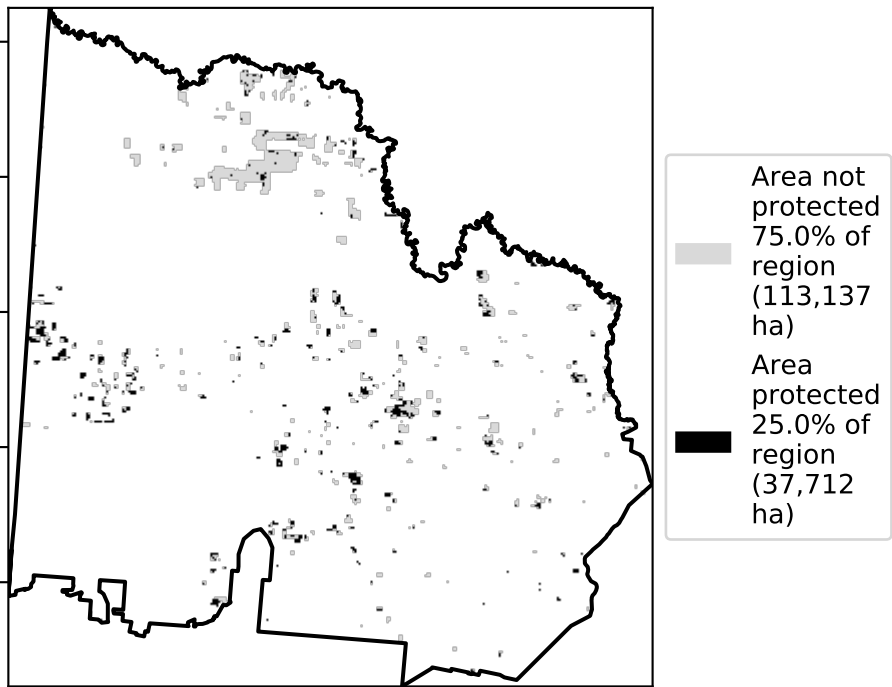 Area not
protected
75.0% of
region
(113,137
ha)
Area
protected
25.0% of
region
(37,712
ha)